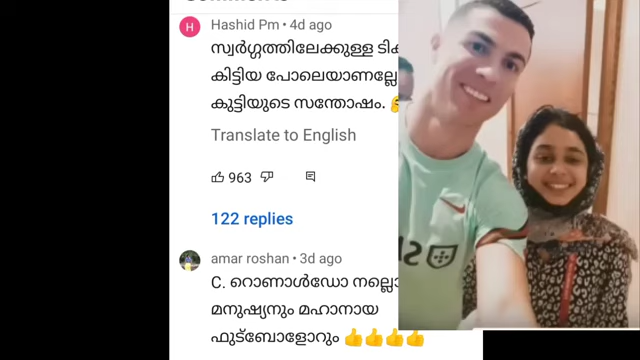 Hashid Pm • 4d ago
സ്വർഗ്ഗത്തിലേക്കുള്ള
കിട്ടിയ പോലെയാണല്ലോ
കുട്ടിയുടെ സന്തോഷം.
Translate to English
963
122 replies
amar roshan • 3d ago
C. റൊണാൾഡോ
മനുഷ്യനും മഹാനായ
ഫുട്ബോളോറും 👍👍👍👍